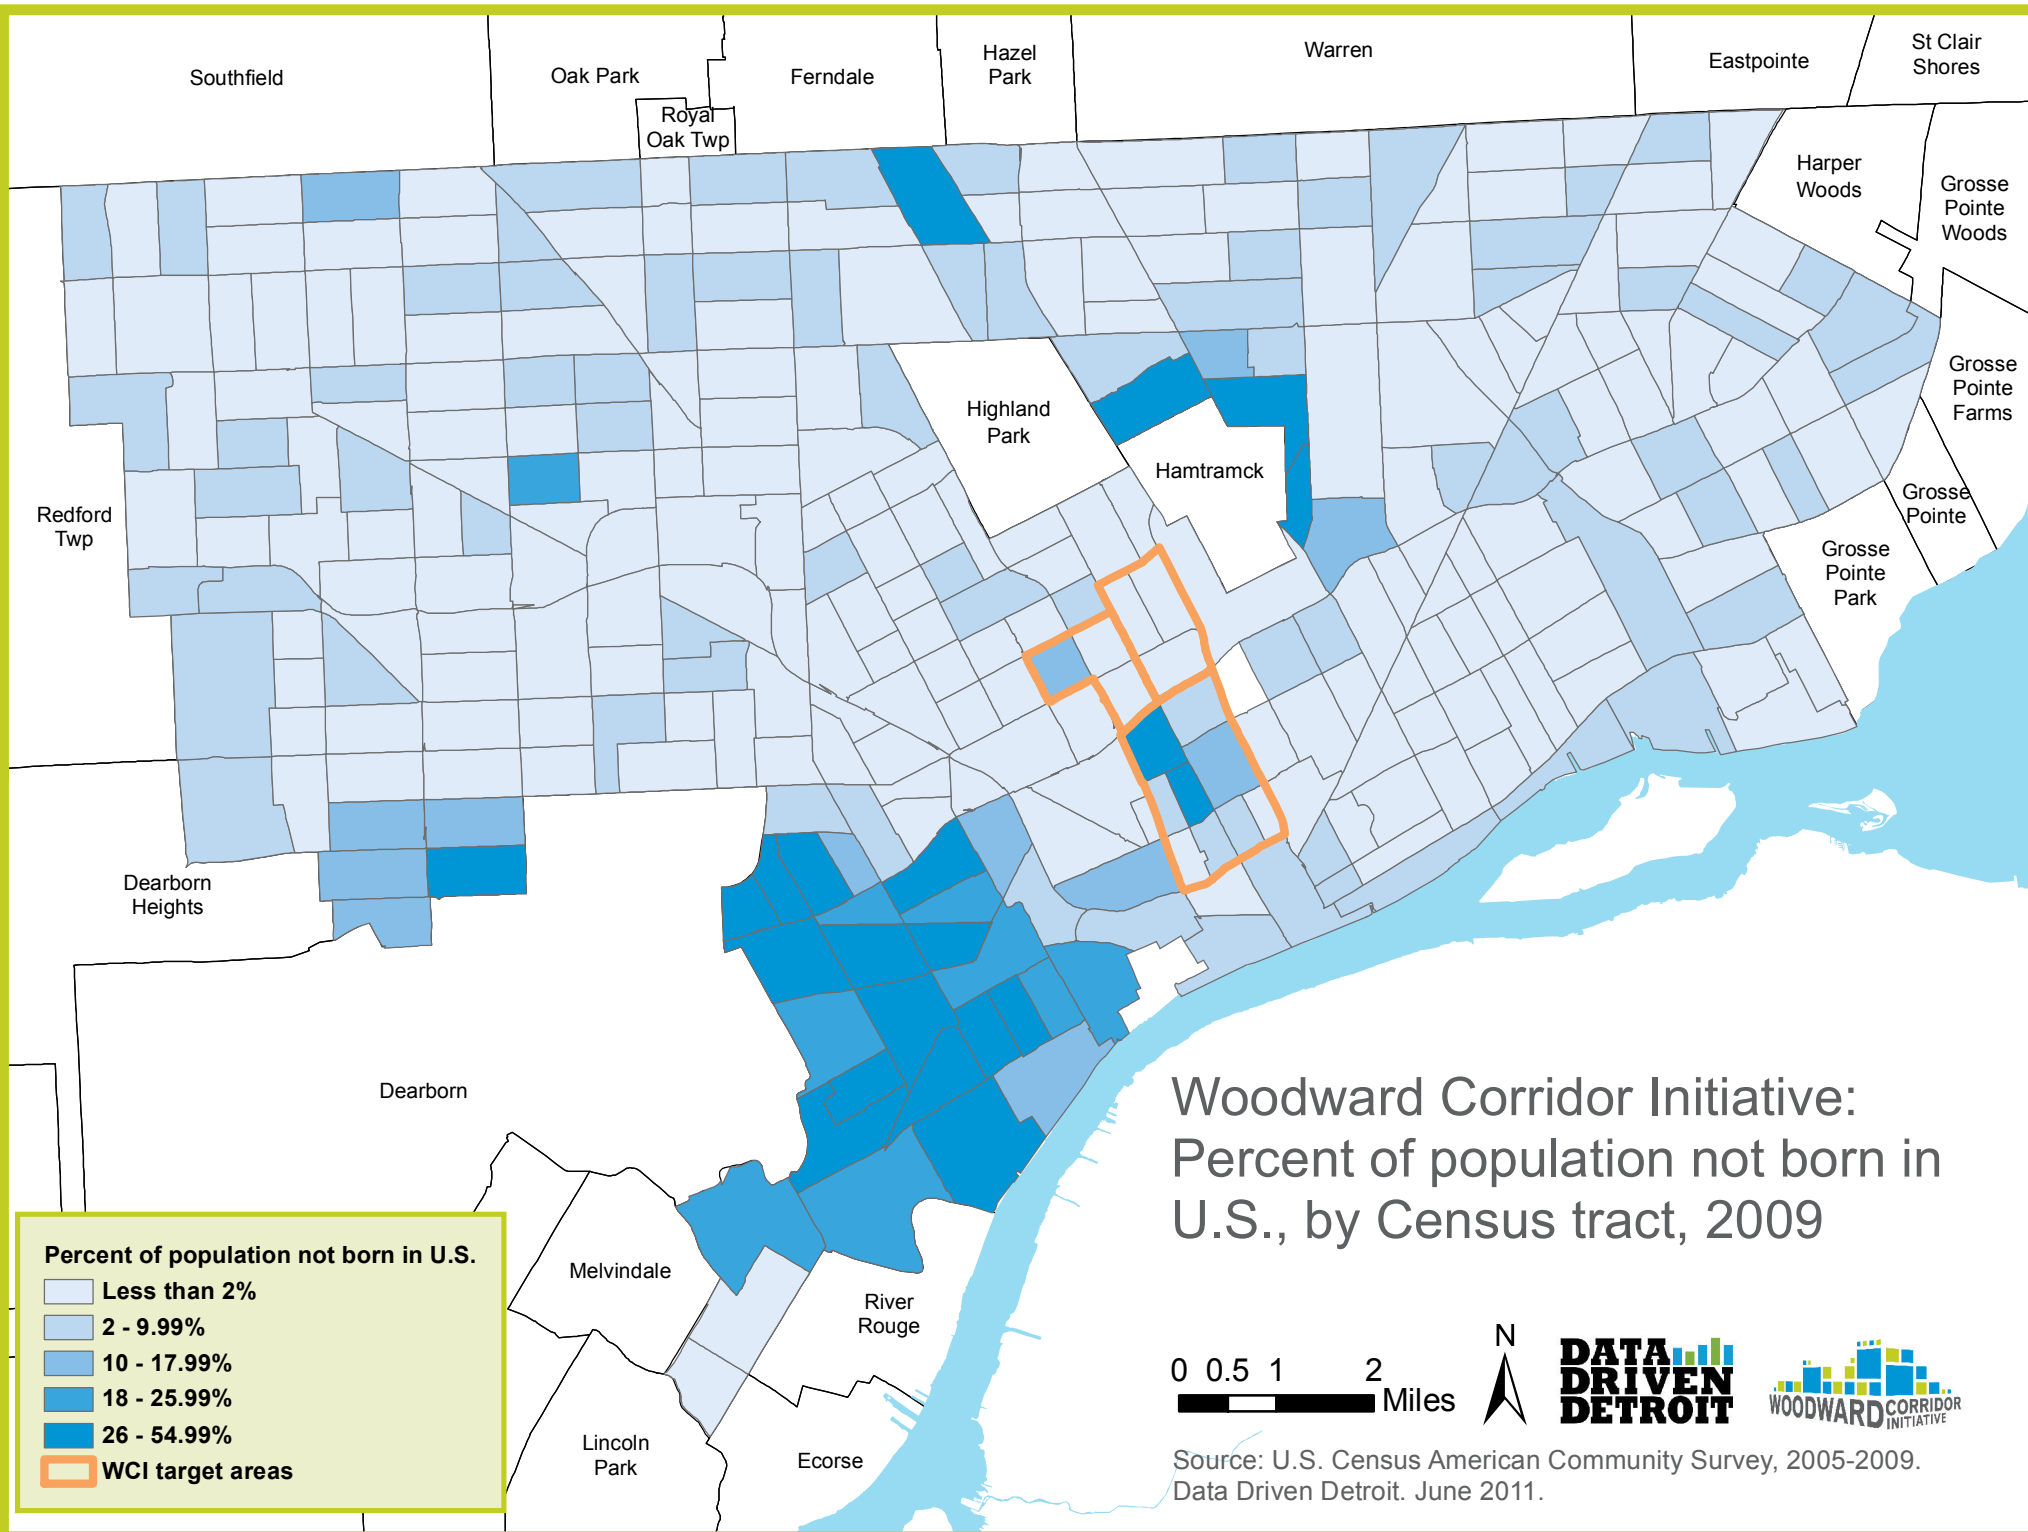 Southfield
Oak Park
Royal
Oak Twp
Ferndale
Hazel
Park
Warren
Eastpointe
St Clair
Shores
Harper
Woods
Grosse
Pointe
Woods
Grosse
Pointe
Farms
Highland
Park
Hamtramck
Redford
Twp
Grosse
Pointe
Grosse
Pointe
Park
Dearborn
Heights
Dearborn
Melvindale
River
Rouge
Lincoln
Park
Ecorse
Woodward Corridor Initiative:
Percent of population not born in
U.S., by Census tract, 2009
Percent of population not born in U.S.
Less than 2%
2 - 9.99%
10 - 17.99%
18 - 25.99%
26 - 54.99%
WCI target areas
0 0.5 1 2
Miles
N
DATA
DRIVEN
DETROIT
WOODWARD CORRIDOR
INITIATIVE
Source: U.S. Census American Community Survey, 2005-2009.
Data Driven Detroit. June 2011.